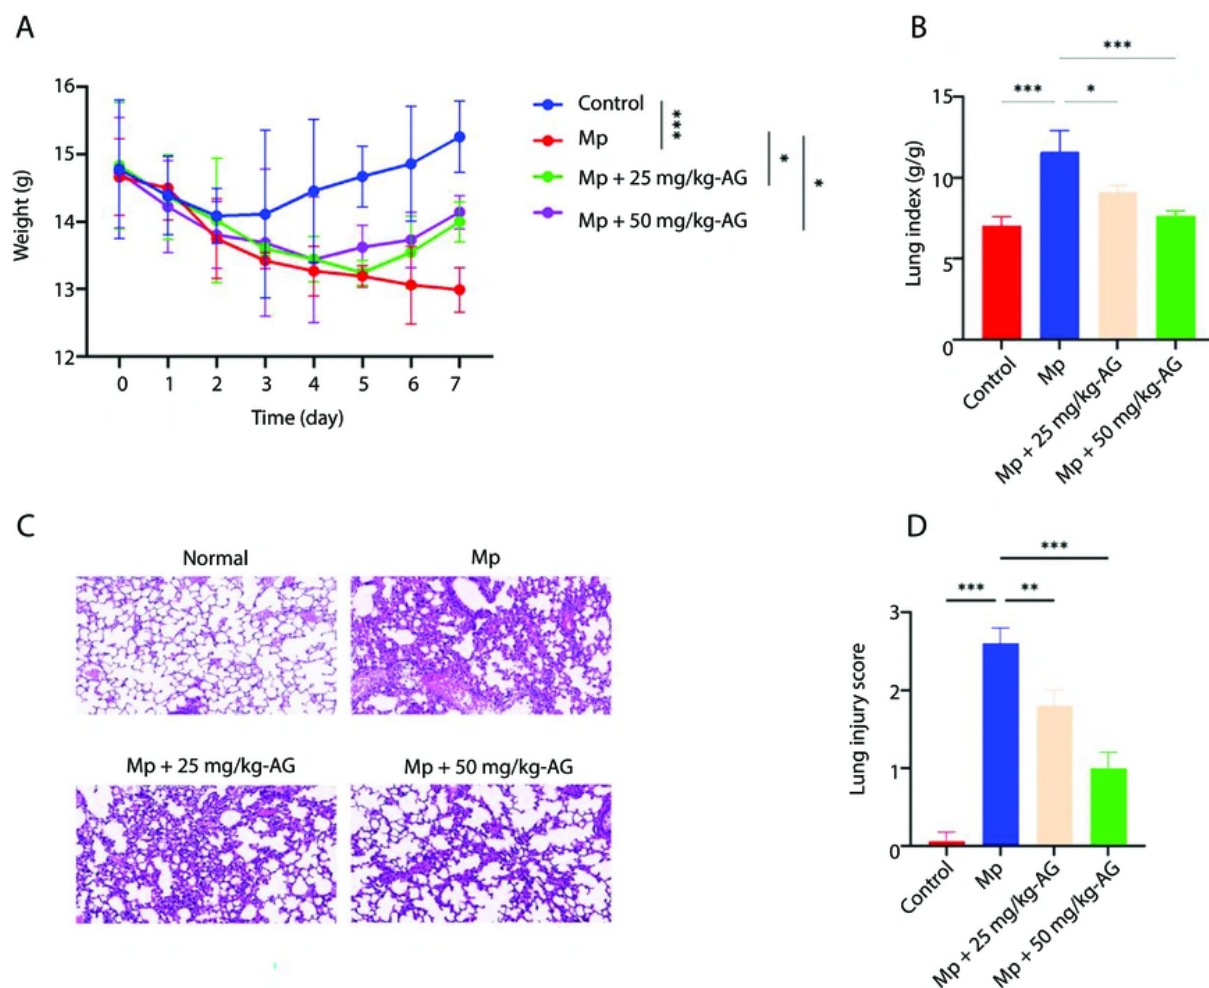 A
16
15
14
13
12
Weight (g)
0 1 2 3 4 5 6 7
Time (day)
Control
Mp
Mp + 25 mg/kg-AG
Mp + 50 mg/kg-AG
***
*
*
B
***
***
*
15
10
5
0
Lung index (g/g)
Control
Mp
Mp + 25 mg/kg-AG
Mp + 50 mg/kg-AG
C
Normal
Mp
Mp + 25 mg/kg-AG
Mp + 50 mg/kg-AG
D
***
***
**
3
2
1
0
Lung injury score
Control
Mp
Mp + 25 mg/kg-AG
Mp + 50 mg/kg-AG